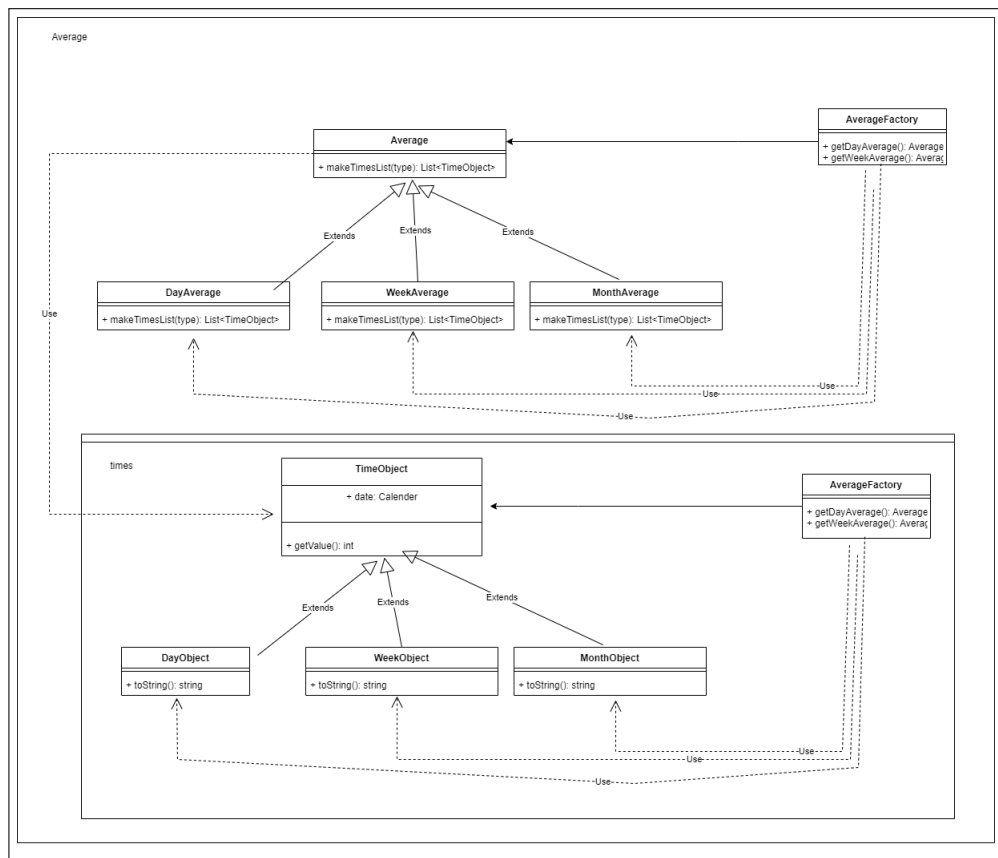 Average
AverageFactory
+ getDayAverage(): Average
+ getWeekAverage(): Averag
Average
+ makeTimesList(type): List<TimeObject>
Extends
Extends
Extends
DayAverage
+ makeTimesList(type): List<TimeObject>
WeekAverage
+ makeTimesList(type): List<TimeObject>
MonthAverage
+ makeTimesList(type): List<TimeObject>
Use
Use
Use
Use
times
TimeObject
+ date: Calender
+ getValue(): int
AverageFactory
+ getDayAverage(): Average
+ getWeekAverage(): Averag
Extends
Extends
Extends
DayObject
+ toString(): string
WeekObject
+ toString(): string
MonthObject
+ toString(): string
Use
Use
Use